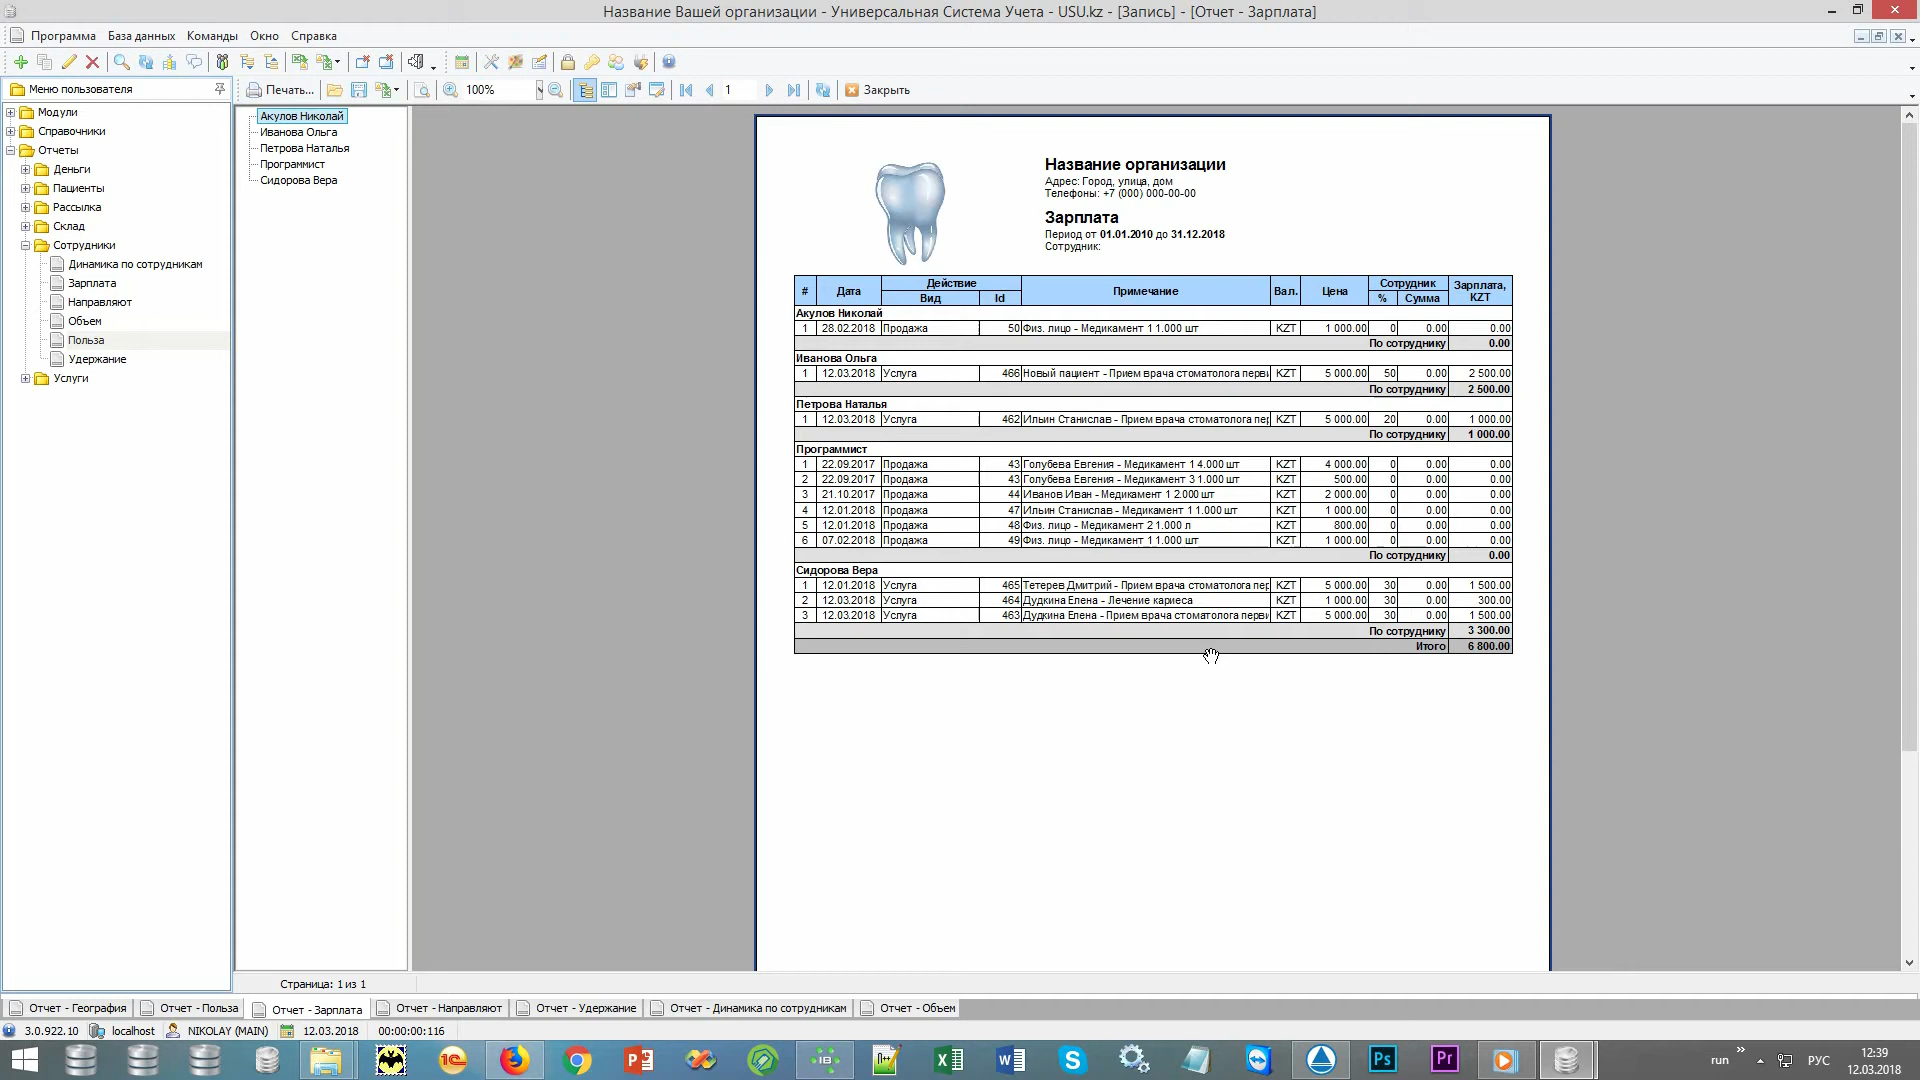 Название Вашей организации - Универсальная Система Учета - USU.kz - [Запись] - [Отчет - Зарплата]
Программа База данных Команды Окно Справка
Меню пользователя
Печать... 100% 1 Закрыть
Модули
Справочники
Отчеты
Деньги
Пациенты
Рассылка
Склад
Сотрудники
Динамика по сотрудникам
Зарплата
Направляют
Объем
Польза
Удержание
Услуги
Акулов Николай
Иванова Ольга
Петрова Наталья
Программист
Сидорова Вера
Название организации
Адрес: Город, улица, дом
Телефоны: +7 (000) 000-00-00
Зарплата
Период от 01.01.2010 до 31.12.2018
Сотрудник:
# Дата Действие Примечание Вал. Цена Сотрудник Зарплата, KZT
Вид Id % Сумма
Акулов Николай
1 28.02.2018 Продажа 50 Физ. лицо - Медикамент 1 1.000 шт KZT 1 000.00 0 0.00 0.00
По сотруднику 0.00
Иванова Ольга
1 12.03.2018 Услуга 466 Новый пациент - Прием врача стоматолога перви KZT 5 000.00 50 0.00 2 500.00
По сотруднику 2 500.00
Петрова Наталья
1 12.03.2018 Услуга 462 Ильин Станислав - Прием врача стоматолога пер KZT 5 000.00 20 0.00 1 000.00
По сотруднику 1 000.00
Программист
1 22.09.2017 Продажа 43 Голубева Евгения - Медикамент 1 4.000 шт KZT 4 000.00 0 0.00 0.00
2 22.09.2017 Продажа 43 Голубева Евгения - Медикамент 3 1.000 шт KZT 500.00 0 0.00 0.00
3 21.10.2017 Продажа 44 Иванов Иван - Медикамент 1 2.000 шт KZT 2 000.00 0 0.00 0.00
4 12.01.2018 Продажа 47 Ильин Станислав - Медикамент 1 1.000 шт KZT 1 000.00 0 0.00 0.00
5 12.01.2018 Продажа 48 Физ. лицо - Медикамент 2 1.000 л KZT 800.00 0 0.00 0.00
6 07.02.2018 Продажа 49 Физ. лицо - Медикамент 1 1.000 шт KZT 1 000.00 0 0.00 0.00
По сотруднику 0.00
Сидорова Вера
1 12.01.2018 Услуга 465 Тетерев Дмитрий - Прием врача стоматолога пер KZT 5 000.00 30 0.00 1 500.00
2 12.03.2018 Услуга 464 Дудкина Елена - Лечение кариеса KZT 1 000.00 30 0.00 300.00
3 12.03.2018 Услуга 463 Дудкина Елена - Прием врача стоматолога перви KZT 5 000.00 30 0.00 1 500.00
По сотруднику 3 300.00
Итого 6 800.00
Страница: 1 из 1
Отчет - География Отчет - Польза Отчет - Зарплата Отчет - Направляют Отчет - Удержание Отчет - Динамика по сотрудникам Отчет - Объем
3.0.922.10 localhost NIKOLAY (MAIN) 12.03.2018 00:00:00:116
run РУС 12:39
12.03.2018